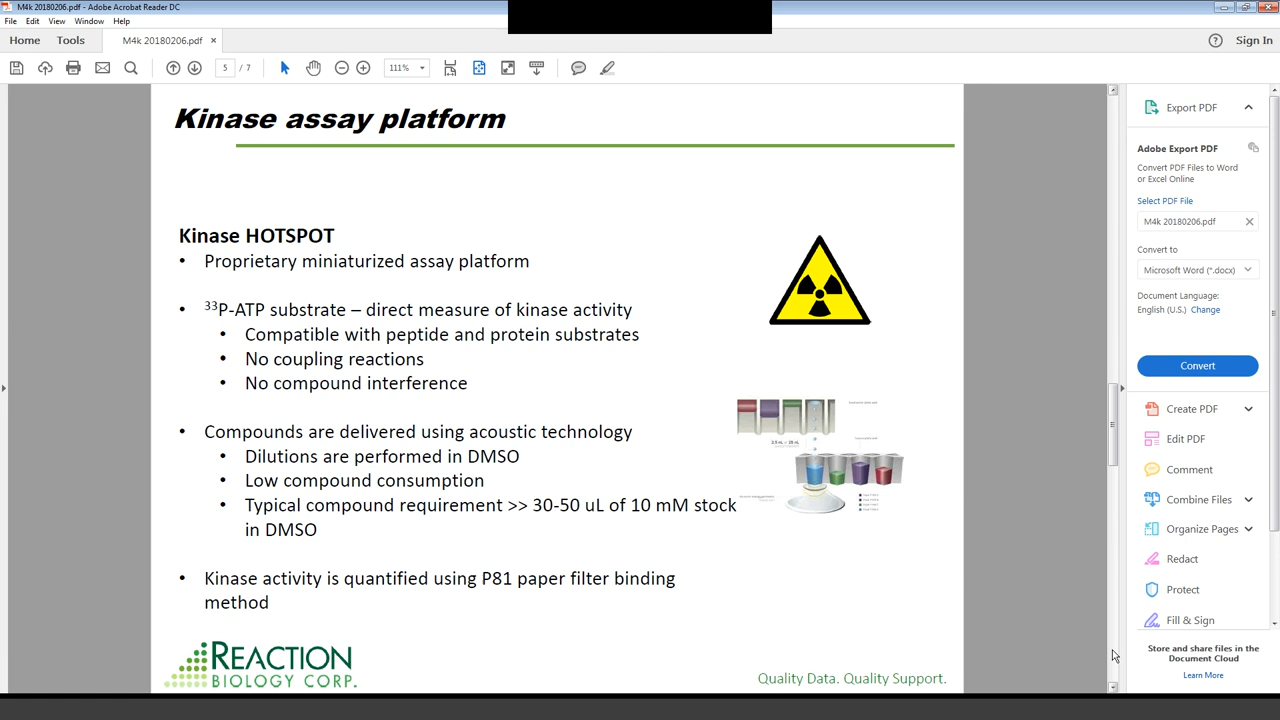 M4k 20180206.pdf - Adobe Acrobat Reader DC
File Edit View Window Help
Home Tools M4k 20180206.pdf × Sign In
5 / 7 111%
Kinase assay platform
Kinase HOTSPOT
• Proprietary miniaturized assay platform
• ³³P-ATP substrate – direct measure of kinase activity
• Compatible with peptide and protein substrates
• No coupling reactions
• No compound interference
• Compounds are delivered using acoustic technology
• Dilutions are performed in DMSO
• Low compound consumption
• Typical compound requirement >> 30-50 uL of 10 mM stock
in DMSO
• Kinase activity is quantified using P81 paper filter binding
method
REACTION
BIOLOGY CORP.
Quality Data. Quality Support.
Export PDF
Adobe Export PDF
Convert PDF Files to Word
or Excel Online
Select PDF File
M4k 20180206.pdf
Convert to
Microsoft Word (*.docx)
Document Language:
English (U.S.) Change
Convert
Create PDF
Edit PDF
Comment
Combine Files
Organize Pages
Redact
Protect
Fill & Sign
Store and share files in the
Document Cloud
Learn More